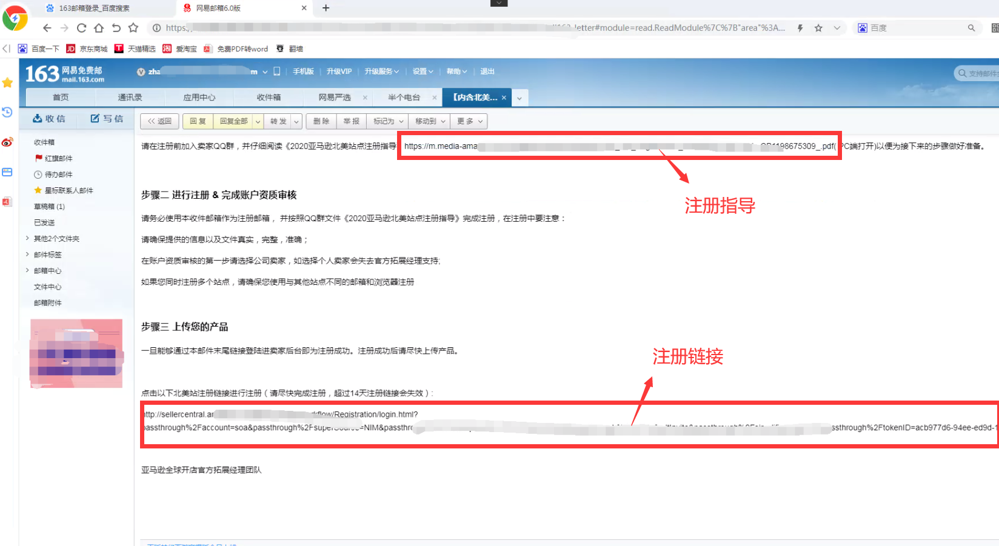 163邮箱登录_百度搜索
网易邮箱6.0版
https:/
letter#module=read.ReadModule%7C%7B"area"%3A...
百度
百度一下 京东商城 天猫精选 爱淘宝 免费PDF转word 翻墙
163 网易免费邮
mail.163.com
zha
m
手机版 升级VIP 升级服务 设置 帮助 退出
支持邮件全
首页 通讯录 应用中心 收件箱 网易严选 半个电台 【内含北美...
收信 写信
<< 返回 回复 回复全部 转发 删除 举报 标记为 移动到 更多
收件箱
红旗邮件
待办邮件
星标联系人邮件
草稿箱 (1)
已发送
其他2个文件夹
邮件标签
邮箱中心
文件中心
邮箱附件
请在注册前加入卖家QQ群，并仔细阅读《2020亚马逊北美站点注册指导 https://m.media-ama
1198675309_.pdf( PC端打开)以便为接下来的步骤做好准备。
注册指导
步骤二 进行注册 & 完成账户资质审核
请务必使用本收件邮箱作为注册邮箱， 并按照QQ群文件《2020亚马逊北美站点注册指导》完成注册，在注册中要注意：
请确保提供的信息以及文件真实，完整，准确；
在账户资质审核的第一步请选择公司卖家，如选择个人卖家会失去官方拓展经理支持;
如果您同时注册多个站点，请确保您使用与其他站点不同的邮箱和浏览器注册
步骤三 上传您的产品
一旦能够通过本邮件末尾链接登陆进卖家后台即为注册成功。注册成功后请尽快上传产品。
注册链接
点击以下北美站注册链接进行注册（请尽快完成注册，超过14天注册链接会失效）:
http://sellercentral.am
kflow/Registration/login.html?
passthrough%2Faccount=soa&passthrough%2FsuperSource=NIM&passthro
ssthrough%2FtokenID=acb977d6-94ee-ed9d-1
亚马逊全球开店官方拓展经理团队